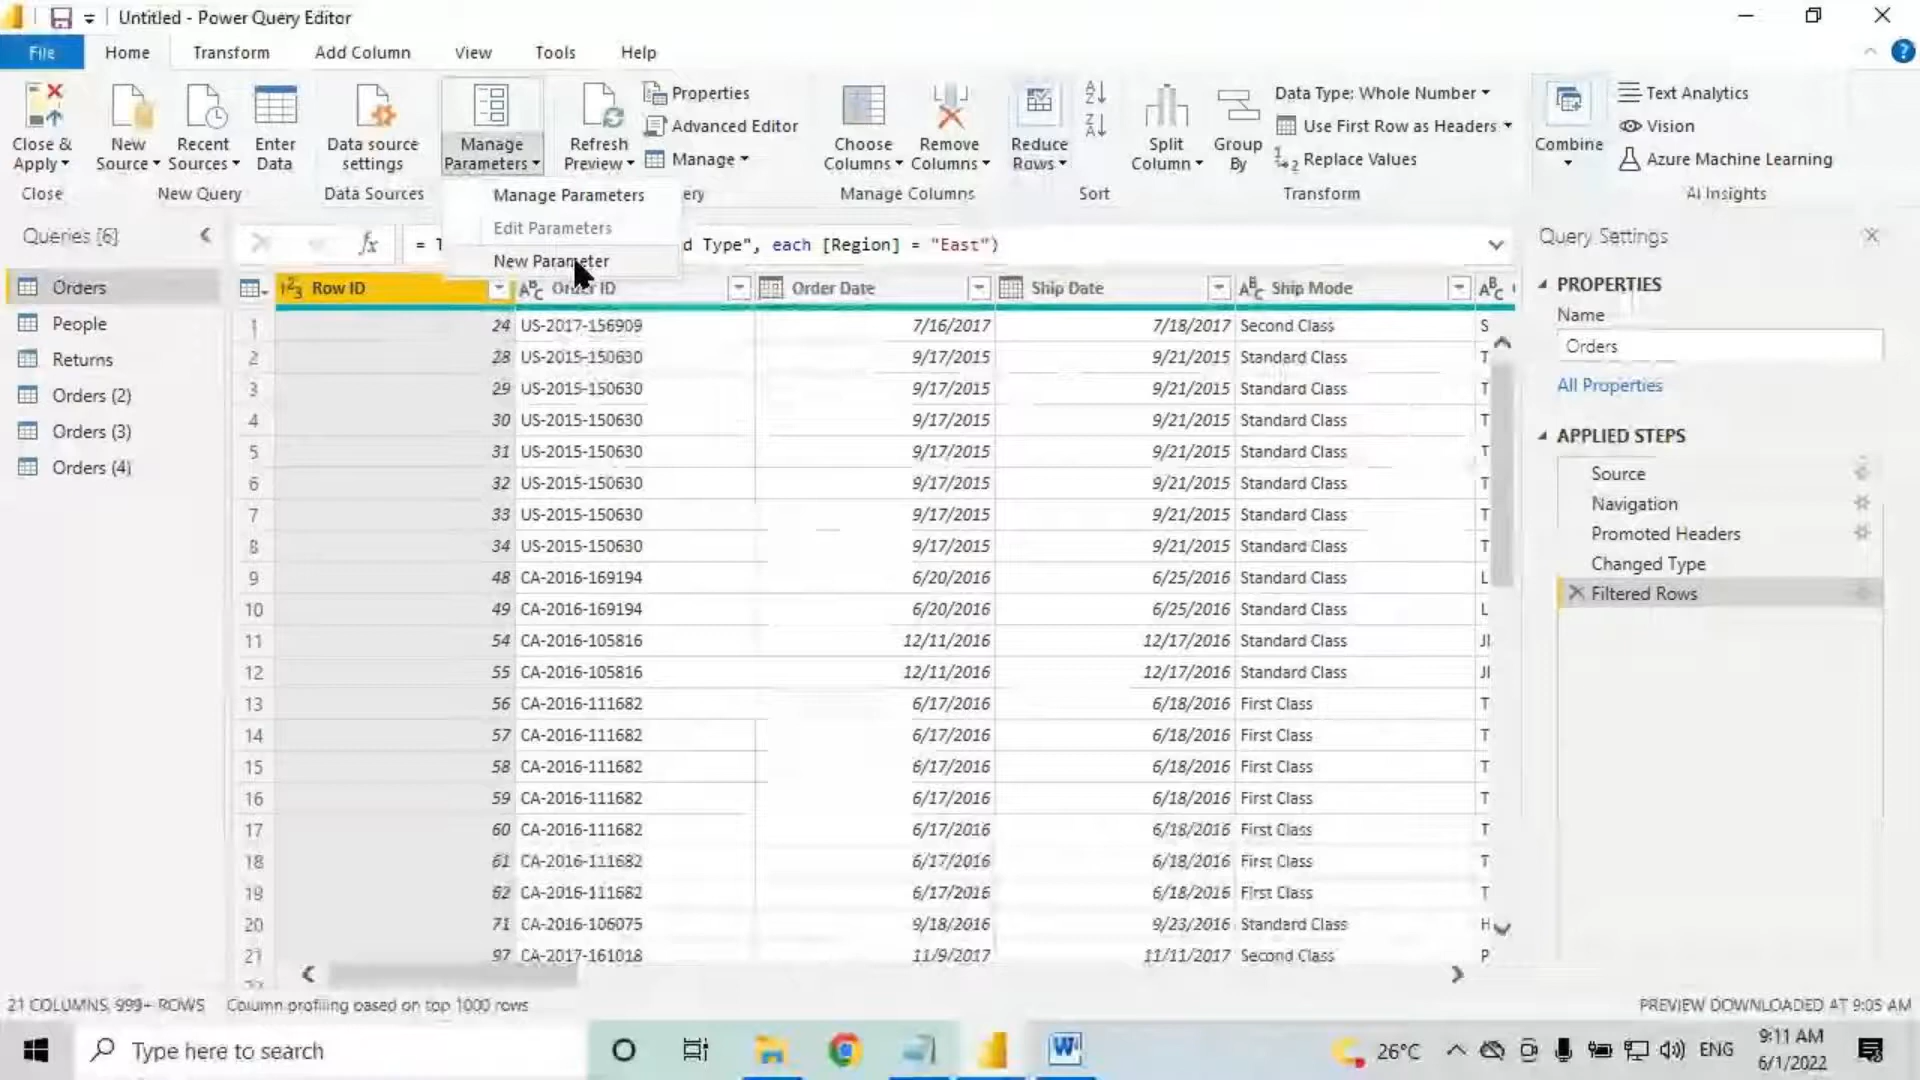 Untitled - Power Query Editor
File Home Transform Add Column View Tools Help
Close & Apply
New Source
Recent Sources
Enter Data
Data source settings
Manage Parameters
Refresh Preview
Properties
Advanced Editor
Manage
Choose Columns
Remove Columns
Reduce Rows
Split Column
Group By
Data Type: Whole Number
Use First Row as Headers
Replace Values
Combine
Text Analytics
Vision
Azure Machine Learning
Close New Query Data Sources Manage Columns Sort Transform AI Insights
Manage Parameters
Edit Parameters
New Parameter
Queries [6]
Orders
People
Returns
Orders (2)
Orders (3)
Orders (4)
fx = d Type", each [Region] = "East")
Row ID Order ID Order Date Ship Date Ship Mode
1 24 US-2017-156909 7/16/2017 7/18/2017 Second Class S
2 28 US-2015-150630 9/17/2015 9/21/2015 Standard Class T
3 29 US-2015-150630 9/17/2015 9/21/2015 Standard Class T
4 30 US-2015-150630 9/17/2015 9/21/2015 Standard Class T
5 31 US-2015-150630 9/17/2015 9/21/2015 Standard Class T
6 32 US-2015-150630 9/17/2015 9/21/2015 Standard Class T
7 33 US-2015-150630 9/17/2015 9/21/2015 Standard Class T
8 34 US-2015-150630 9/17/2015 9/21/2015 Standard Class T
9 48 CA-2016-169194 6/20/2016 6/25/2016 Standard Class L
10 49 CA-2016-169194 6/20/2016 6/25/2016 Standard Class L
11 54 CA-2016-105816 12/11/2016 12/17/2016 Standard Class JI
12 55 CA-2016-105816 12/11/2016 12/17/2016 Standard Class JI
13 56 CA-2016-111682 6/17/2016 6/18/2016 First Class T
14 57 CA-2016-111682 6/17/2016 6/18/2016 First Class T
15 58 CA-2016-111682 6/17/2016 6/18/2016 First Class T
16 59 CA-2016-111682 6/17/2016 6/18/2016 First Class T
17 60 CA-2016-111682 6/17/2016 6/18/2016 First Class T
18 61 CA-2016-111682 6/17/2016 6/18/2016 First Class T
19 62 CA-2016-111682 6/17/2016 6/18/2016 First Class T
20 71 CA-2016-106075 9/18/2016 9/23/2016 Standard Class H
21 97 CA-2017-161018 11/9/2017 11/11/2017 Second Class P
Query Settings
PROPERTIES
Name
Orders
All Properties
APPLIED STEPS
Source
Navigation
Promoted Headers
Changed Type
Filtered Rows
21 COLUMNS, 999+ ROWS Column profiling based on top 1000 rows PREVIEW DOWNLOADED AT 9:05 AM
Type here to search
26°C
ENG
9:11 AM
6/1/2022